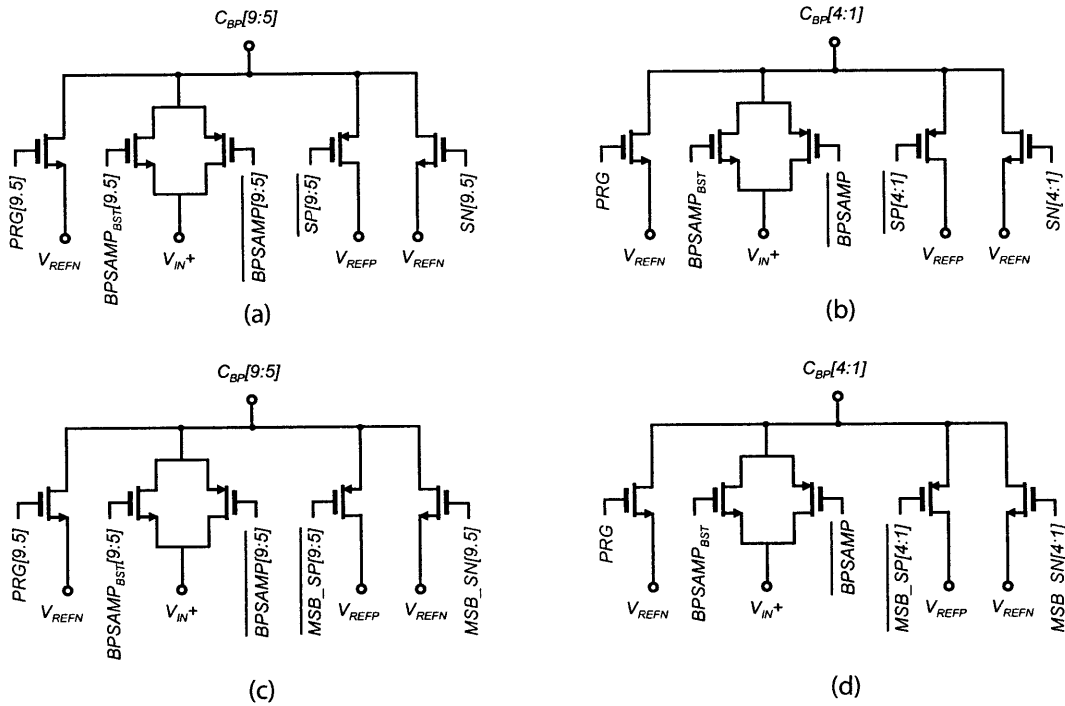 C_BP[9:5]
PRG[9.5]
BPSAMP_BST[9.5]
BPSAMP[9:5]
SP[9:5]
SN[9.5]
V_REFN
V_IN+
V_REFP
V_REFN
(a)
C_BP[4:1]
PRG
BPSAMP_BST
BPSAMP
SP[4:1]
SN[4:1]
V_REFN
V_IN+
V_REFP
V_REFN
(b)
C_BP[9:5]
PRG[9.5]
BPSAMP_BST[9:5]
BPSAMP[9:5]
MSB_SP[9:5]
MSB_SN[9.5]
V_REFN
V_IN+
V_REFP
V_REFN
(c)
C_BP[4:1]
PRG
BPSAMP_BST
BPSAMP
MSB_SP[4:1]
MSB_SN[4:1]
V_REFN
V_IN+
V_REFP
V_REFN
(d)